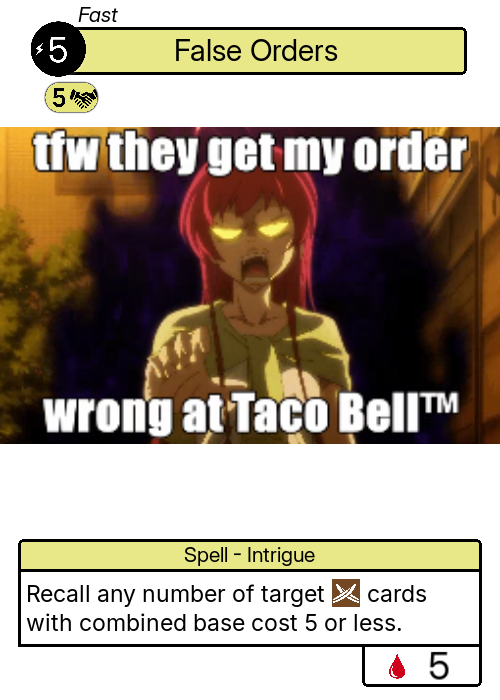 Fast
5
False Orders
5
tfw they get my order
wrong at Taco Bell™
Spell - Intrigue
Recall any number of target cards
with combined base cost 5 or less.
5